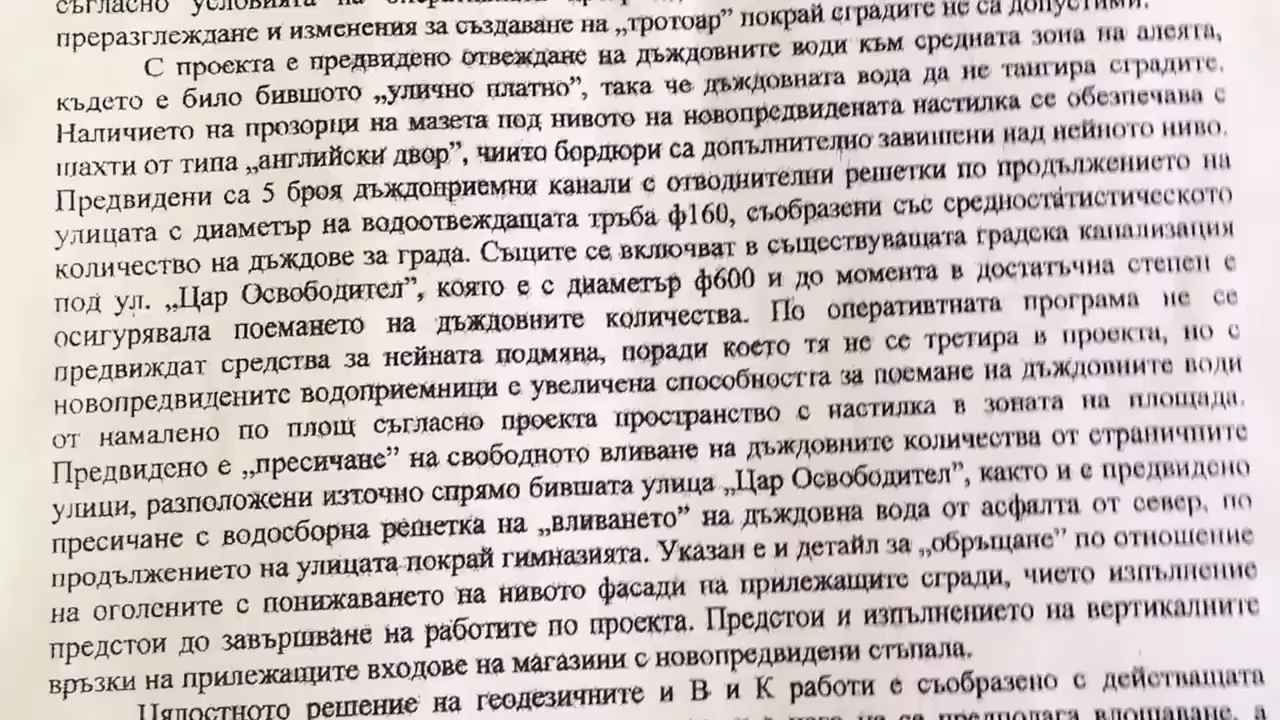 съгласно условията на
преразглеждане и изменения за създаване на „тротоар” покрай сградите не са допустими.
С проекта е предвидено отвеждане на дъждовните води към средната зона на алеята,
където е било бившото „улично платно”, така че дъждовната вода да не тангира сградите.
Наличието на прозорци на мазета под нивото на новопредвидената настилка се обезпечава с
шахти от типа „английски двор”, чиито бордюри са допълнително завишени над нейното ниво.
Предвидени са 5 броя дъждоприемни канали с отводнителни решетки по продължението на
улицата с диаметър на водоотвеждащата тръба ф160, съобразени със средностатистическото
количество на дъждове за града. Същите се включват в съществуващата градска канализация
под ул. „Цар Освободител”, която е с диаметър ф600 и до момента в достатъчна степен е
осигурявала поемането на дъждовните количества. По оперативтната програма не се
предвиждат средства за нейната подмяна, поради което тя не се третира в проекта, но с
новопредвидените водоприемници е увеличена способността за поемане на дъждовните води
от намалено по площ съгласно проекта пространство с настилка в зоната на площада.
Предвидено е „пресичане” на свободното вливане на дъждовните количества от страничните
улици, разположени източно спрямо бившата улица „Цар Освободител”, както и е предвидено
пресичане с водосборна решетка на „вливането” на дъждовна вода от асфалта от север, по
продължението на улицата покрай гимназията. Указан е и детайл за „обръщане” по отношение
на оголените с понижаването на нивото фасади на прилежащите сгради, чието изпълнение
предстои до завършване на работите по проекта. Предстои и изпълнението на вертикалните
връзки на прилежащите входове на магазини с новопредвидени стъпала.
Цялостното решение на геодезичните и В и К работи е съобразено с действащата
не се предполага влошаване, а